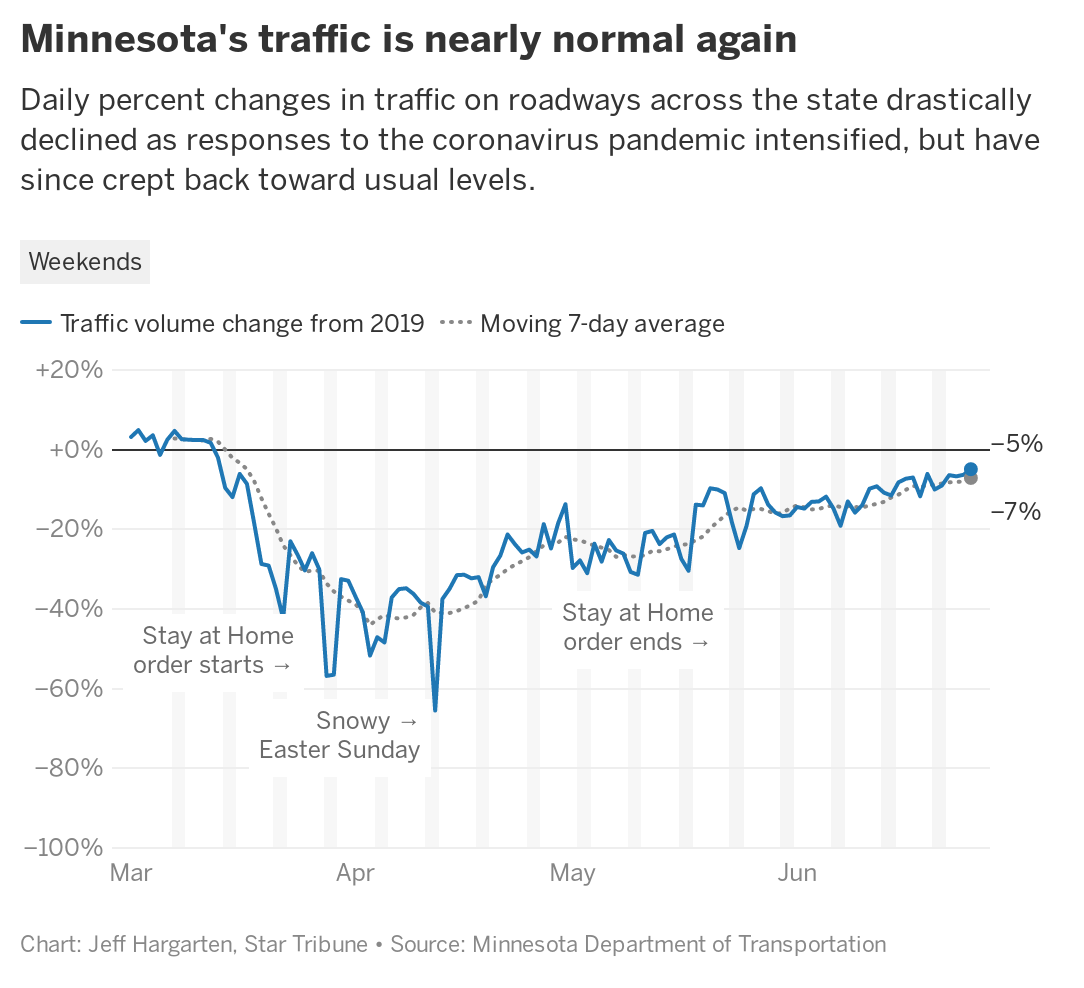 Minnesota's traffic is nearly normal again
Daily percent changes in traffic on roadways across the state drastically
declined as responses to the coronavirus pandemic intensified, but have
since crept back toward usual levels.
Weekends
Traffic volume change from 2019 Moving 7-day average
+20%
+0%
−5%
−7%
−20%
−40%
Stay at Home
order starts →
Stay at Home
order ends →
−60%
Snowy →
Easter Sunday
−80%
−100%
Mar Apr May Jun
Chart: Jeff Hargarten, Star Tribune • Source: Minnesota Department of Transportation